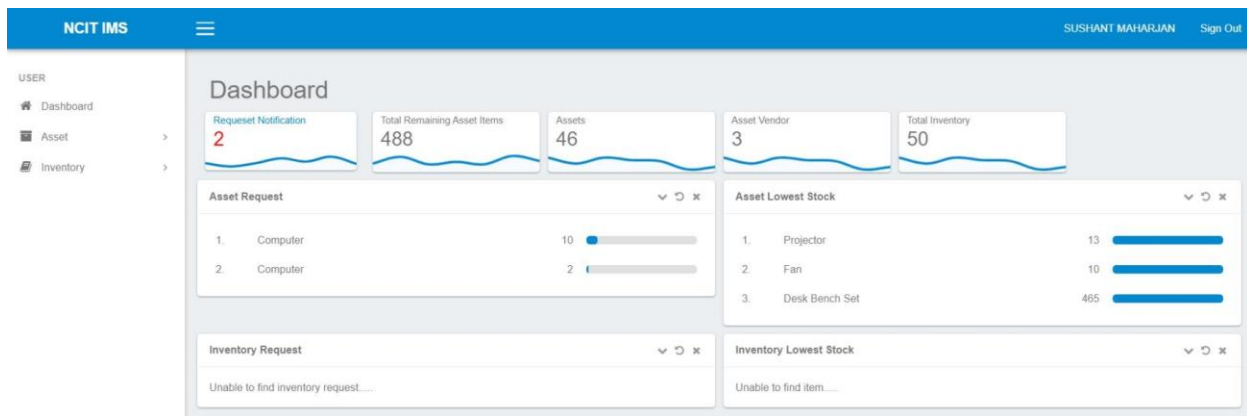 NCIT IMS
SUSHANT MAHARJAN Sign Out
USER
Dashboard
Asset
Inventory
Dashboard
Requeset Notification
2
Total Remaining Asset Items
488
Assets
46
Asset Vendor
3
Total Inventory
50
Asset Request
1. Computer 10
2. Computer 2
Asset Lowest Stock
1. Projector 13
2. Fan 10
3. Desk Bench Set 465
Inventory Request
Unable to find inventory request.....
Inventory Lowest Stock
Unable to find item......